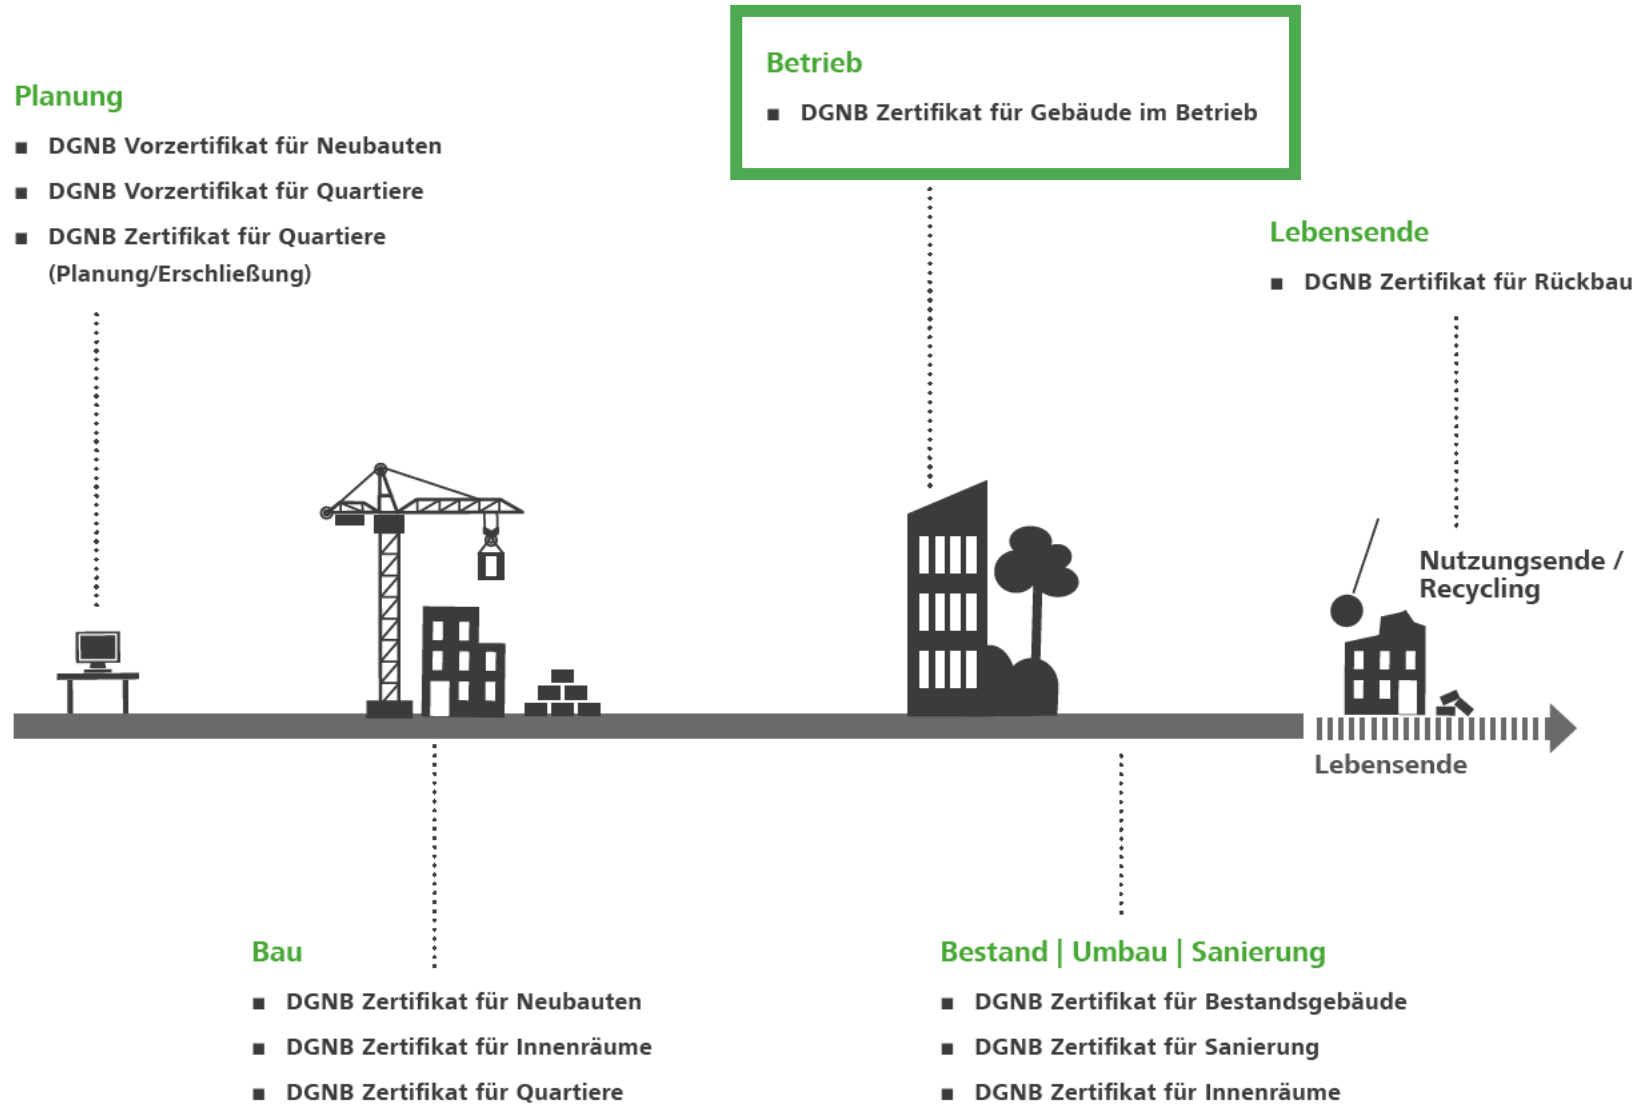 Planung
▪ DGNB Vorzertifikat für Neubauten
▪ DGNB Vorzertifikat für Quartiere
▪ DGNB Zertifikat für Quartiere
(Planung/Erschließung)
Betrieb
▪ DGNB Zertifikat für Gebäude im Betrieb
Lebensende
▪ DGNB Zertifikat für Rückbau
Nutzungsende /
Recycling
Lebensende
Bau
▪ DGNB Zertifikat für Neubauten
▪ DGNB Zertifikat für Innenräume
▪ DGNB Zertifikat für Quartiere
Bestand | Umbau | Sanierung
▪ DGNB Zertifikat für Bestandsgebäude
▪ DGNB Zertifikat für Sanierung
▪ DGNB Zertifikat für Innenräume